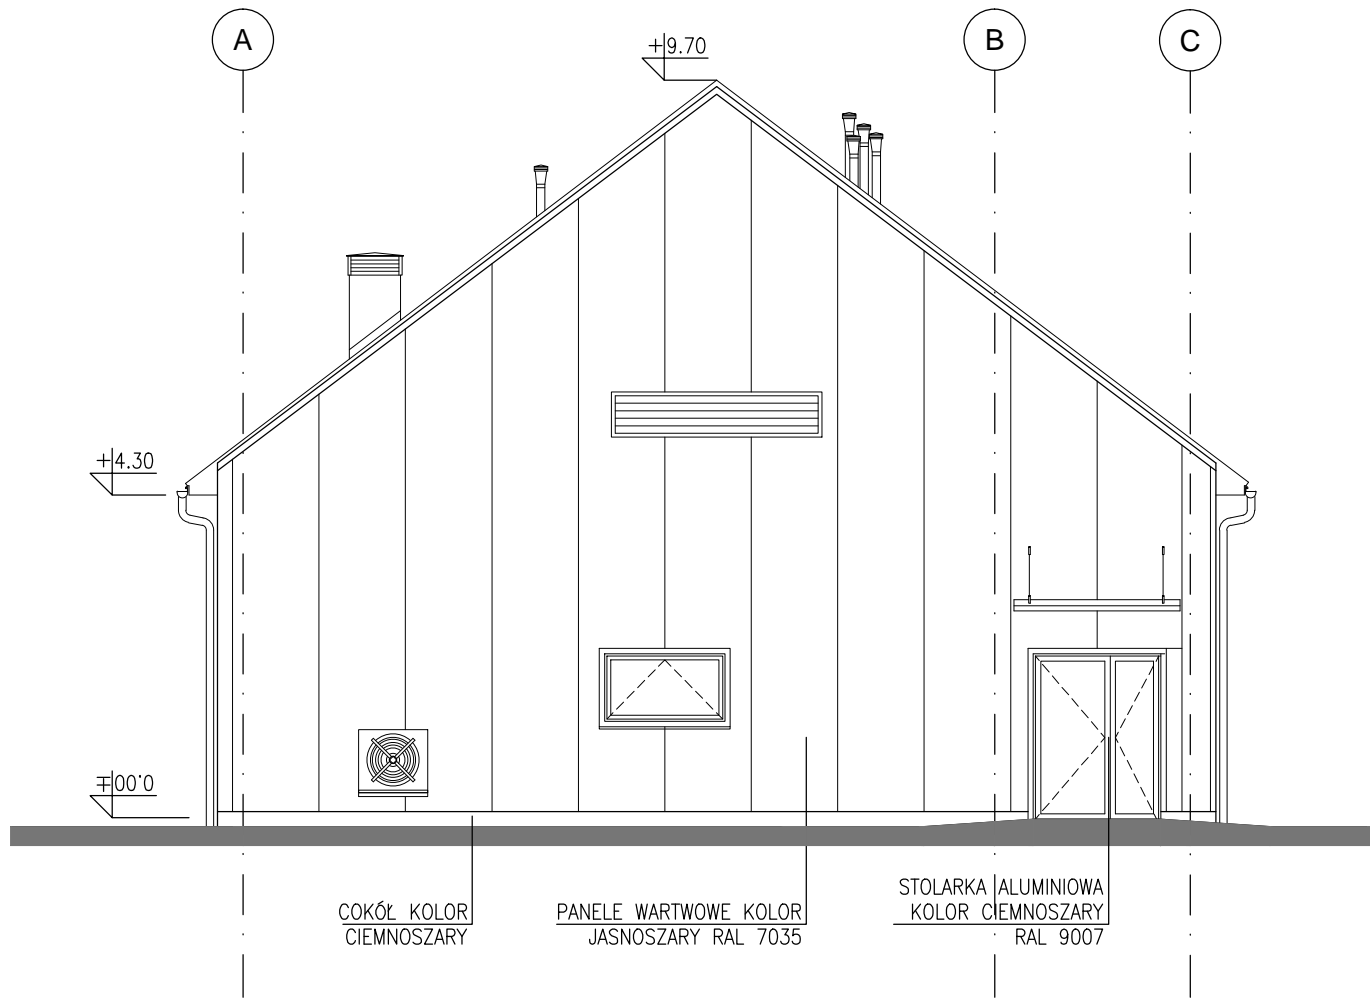 A
B
C
+9.70
+4.30
±0.00
COKÓŁ KOLOR
CIEMNOSZARY
PANELE WARTWOWE KOLOR
JASNOSZARY RAL 7035
STOLARKA ALUMINIOWA
KOLOR CIEMNOSZARY
RAL 9007